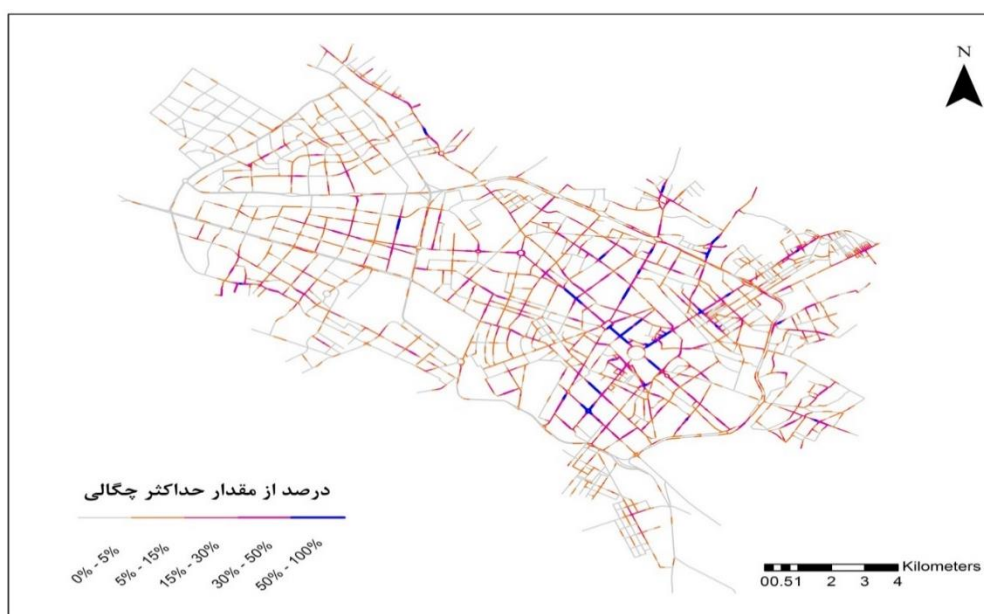 N
درصد از مقدار حداکثر چگالی
0% - 5%
5% - 15%
15% - 30%
30% - 50%
50% - 100%
Kilometers
00.51 2 3 4